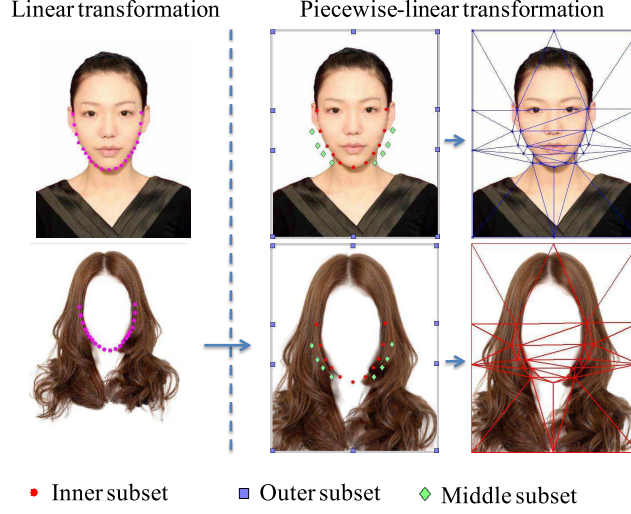 Linear transformation
Piecewise-linear transformation
Inner subset
Outer subset
Middle subset